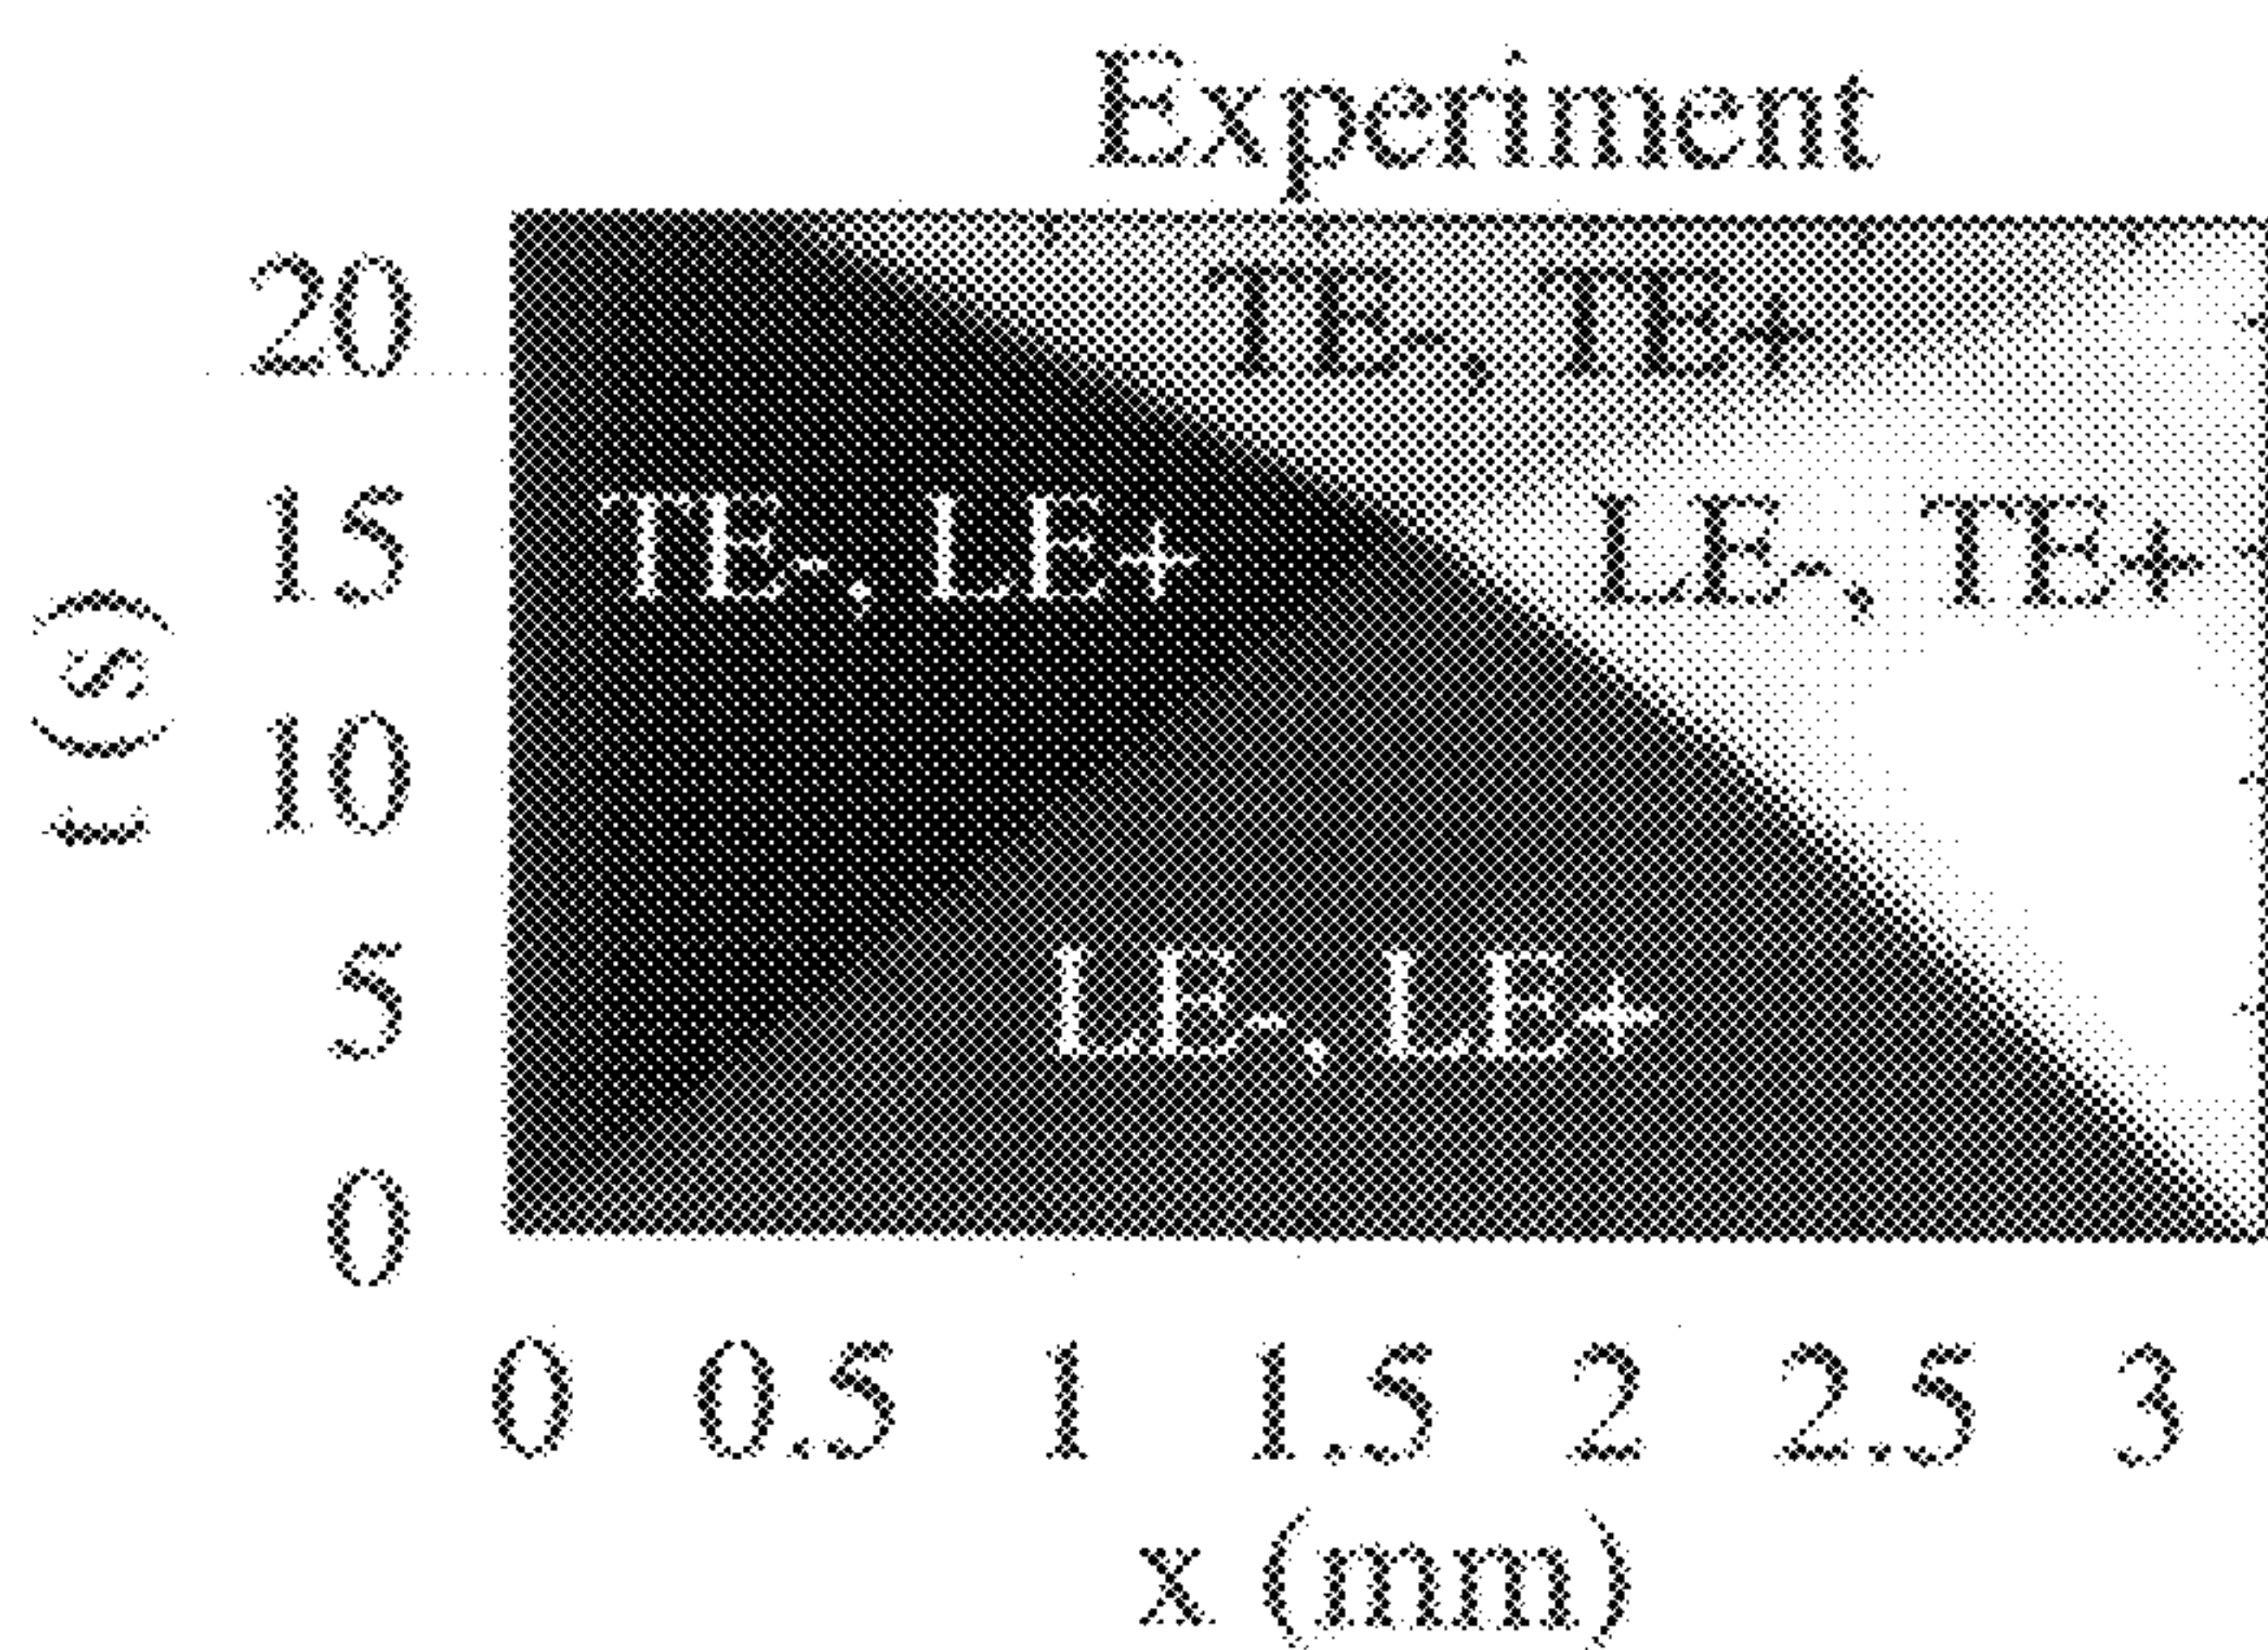 Experiment
20
TE-, TE+
15
TE-, LE+
LE-, TE+
t (s)
10
5
LE-, LE+
0
0 0.5 1 1.5 2 2.5 3
x (mm)